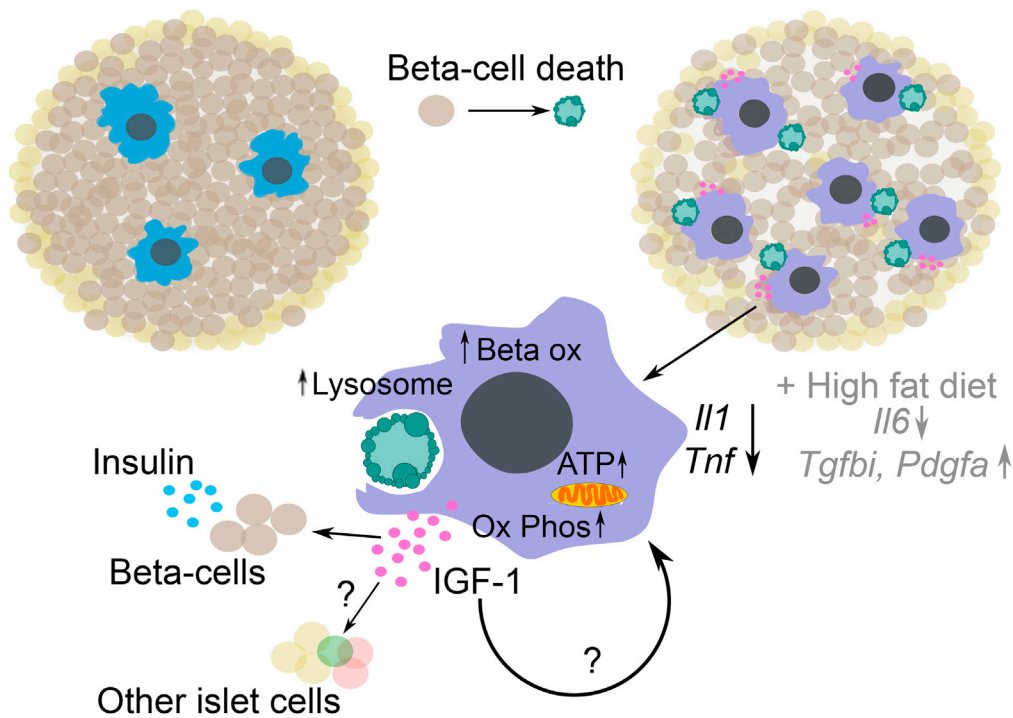 Beta-cell death
↑ Beta ox
↑Lysosome
+ High fat diet
Il1
Tnf
↓
Il6↓
Tgfbi, Pdgfa↑
ATP↑
Insulin
Ox Phos↑
Beta-cells
IGF-1
?
?
Other islet cells